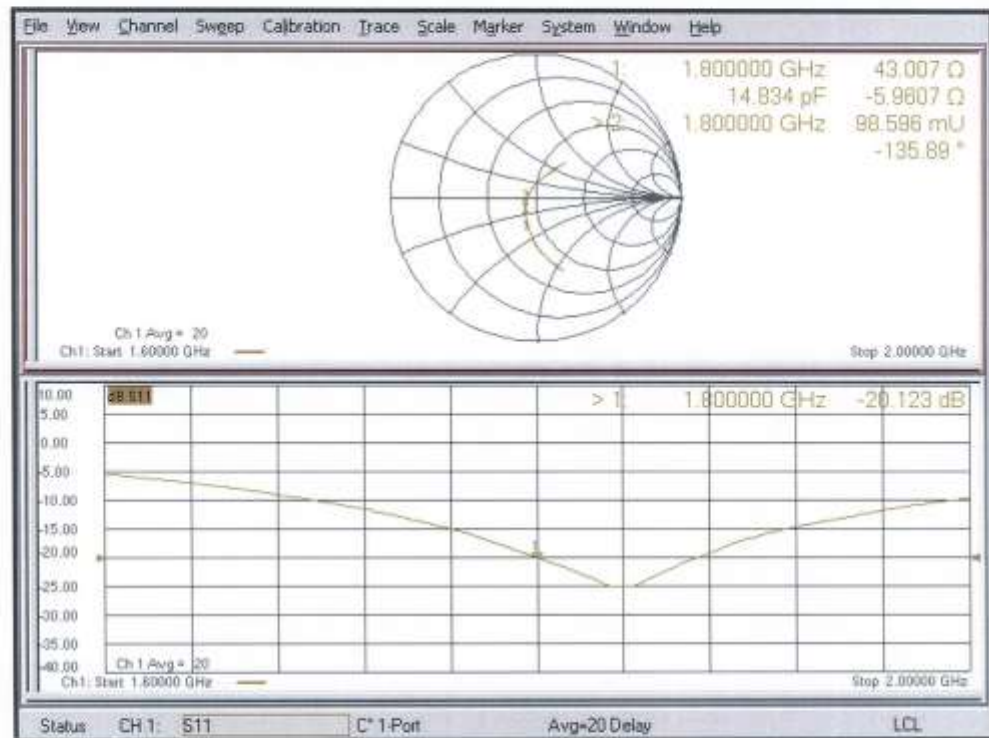 File View Channel Sweep Calibration Trace Scale Marker System Window Help
1: 1.800000 GHz 43.007 Ω
14.834 pF -5.9607 Ω
> 2: 1.800000 GHz 98.596 mU
-135.89 °
Ch 1 Avg = 20
Ch1: Start 1.60000 GHz
Stop 2.00000 GHz
10.00
dB S11
> 1: 1.800000 GHz -20.123 dB
5.00
0.00
-5.00
-10.00
-15.00
-20.00
1
-25.00
-30.00
-35.00
-40.00
Ch 1 Avg = 20
Ch1: Start 1.60000 GHz
Stop 2.00000 GHz
Status CH 1: S11 C* 1-Port Avg=20 Delay LCL